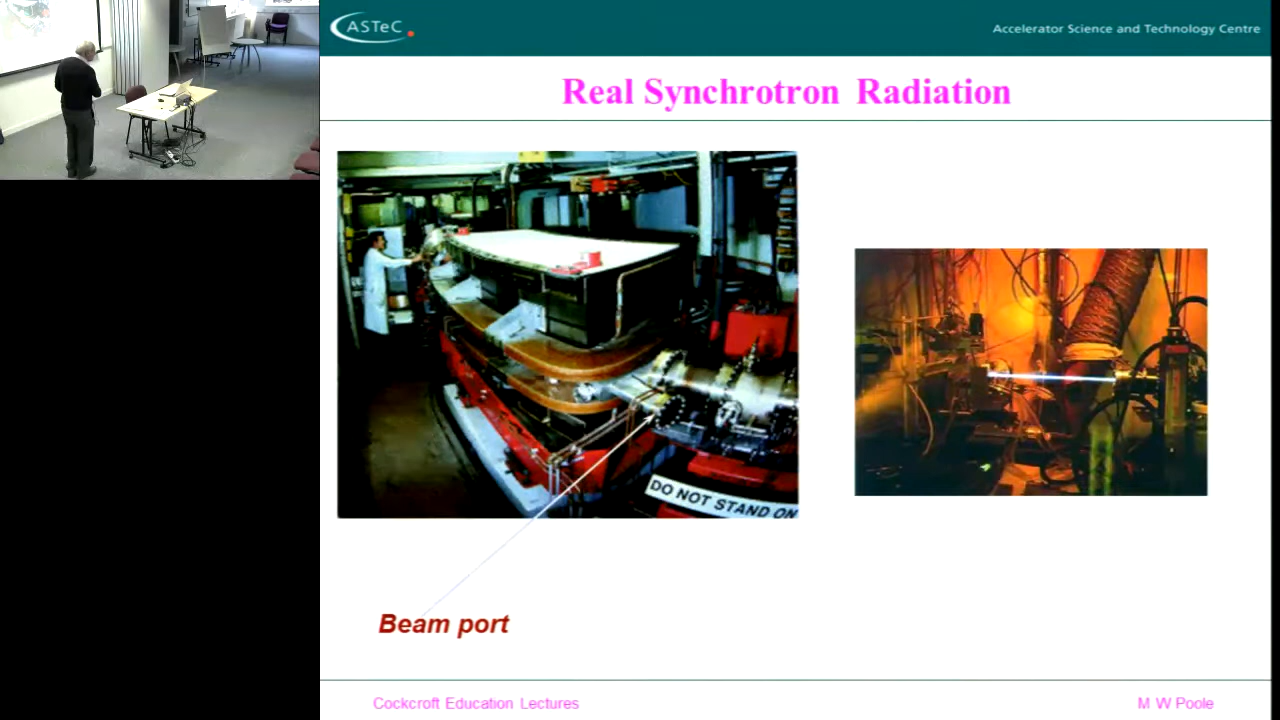 ASTeC
Accelerator Science and Technology Centre
Real Synchrotron Radiation
DO NOT STAND ON
Beam port
Cockcroft Education Lectures
M W Poole